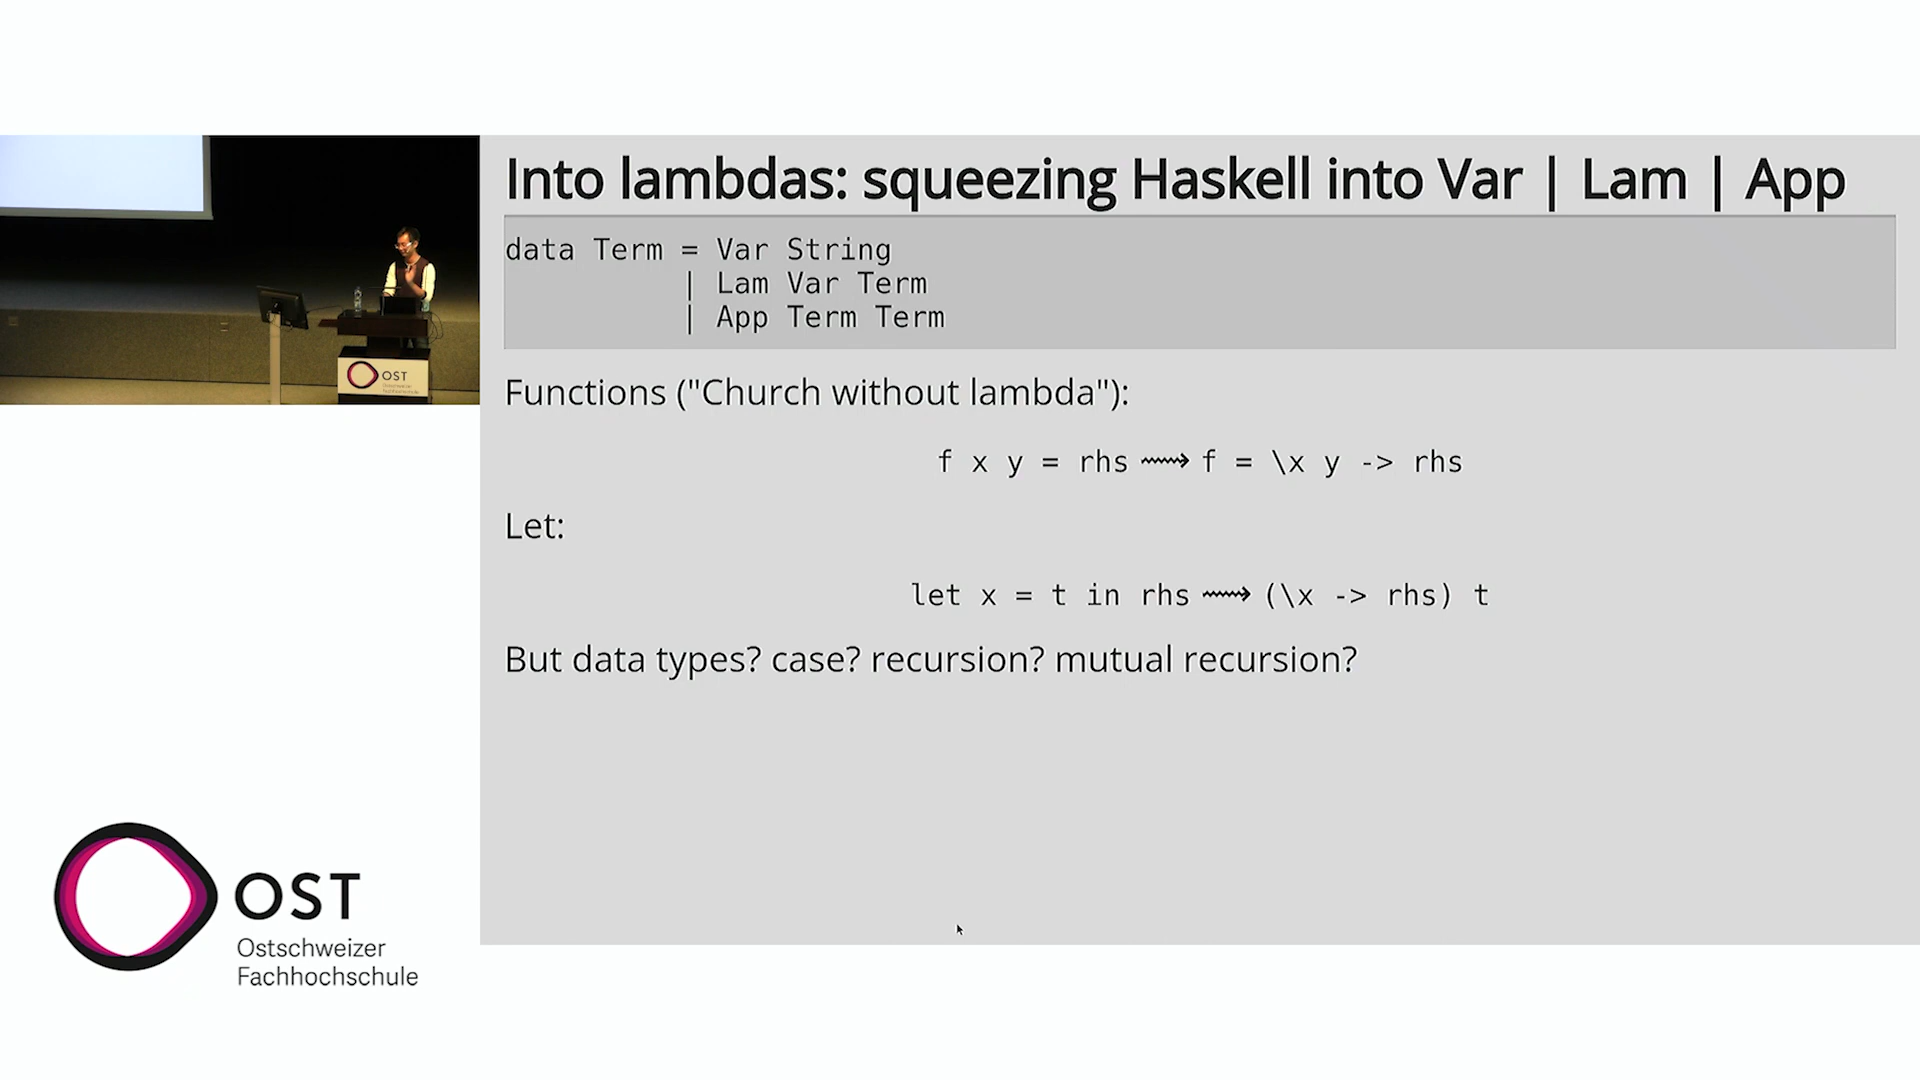 Into lambdas: squeezing Haskell into Var | Lam | App
data Term = Var String
| Lam Var Term
| App Term Term
Functions ("Church without lambda"):
f x y = rhs ⟿ f = \x y -> rhs
Let:
let x = t in rhs ⟿ (\x -> rhs) t
But data types? case? recursion? mutual recursion?
OST
OST
Ostschweizer
Fachhochschule